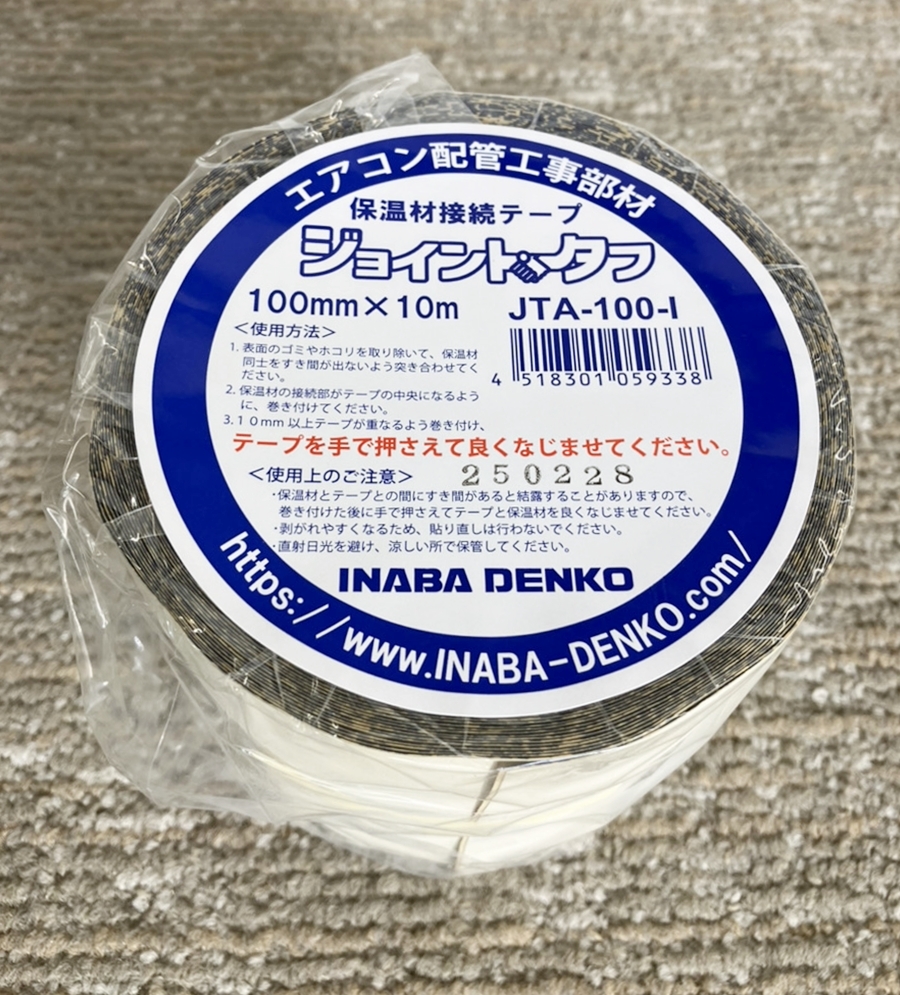 エアコン配管工事部材
保温材接続テープ
ジョイントタフ
100mm×10m JTA-100-I
<使用方法>
1. 表面のゴミやホコリを取り除いて、保温材
同士をすき間が出ないよう突き合わせてく
ださい。
2. 保温材の接続部がテープの中央になるよう
に、巻き付けてください。
3.10mm以上テープが重なるよう巻き付け、
テープを手で押さえて良くなじませてください。
4 518301 059338
<使用上のご注意> 250228
・保温材とテープとの間にすき間があると結露することがありますので、
巻き付けた後に手で押さえてテープと保温材を良くなじませてください。
・剥がれやすくなるため、貼り直しは行わないでください。
・直射日光を避け、涼しい所で保管してください。
INABA DENKO
https://www.INABA-DENKO.com/